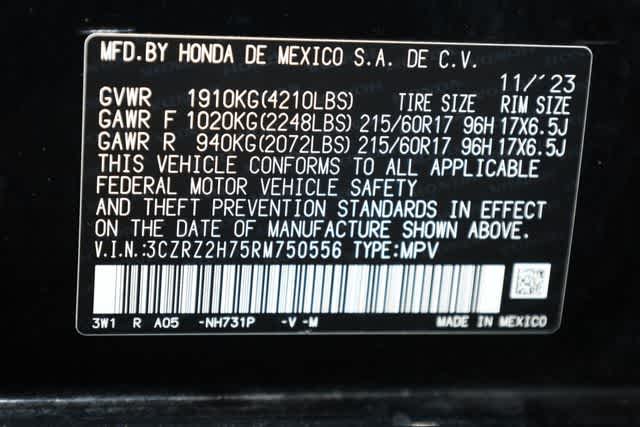 MFD.BY HONDA DE MEXICO S.A. DE C.V.
11/'23
GVWR 1910KG(4210LBS) TIRE SIZE RIM SIZE
GAWR F 1020KG(2248LBS) 215/60R17 96H 17X6.5J
GAWR R 940KG(2072LBS) 215/60R17 96H 17X6.5J
THIS VEHICLE CONFORMS TO ALL APPLICABLE
FEDERAL MOTOR VEHICLE SAFETY
AND THEFT PREVENTION STANDARDS IN EFFECT
ON THE DATE OF MANUFACTURE SHOWN ABOVE.
V.I.N.:3CZRZ2H75RM750556 TYPE:MPV
3W1 R A05 -NH731P -V -M MADE IN MEXICO